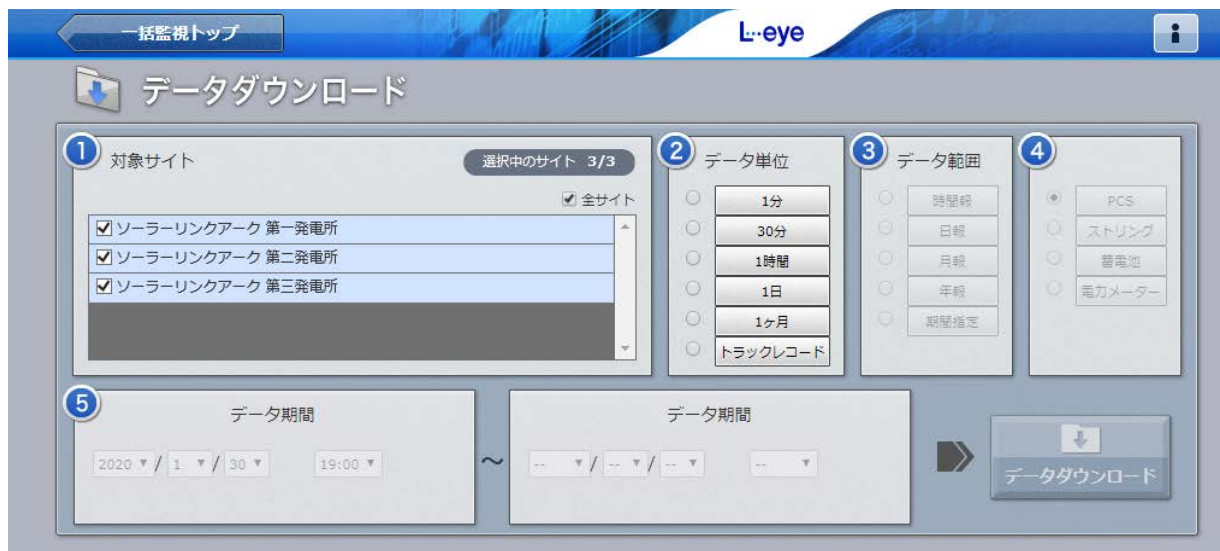 一括監視トップ
L・・eye
データダウンロード
1
対象サイト
選択中のサイト 3/3
全サイト
ソーラーリンクアーク 第一発電所
ソーラーリンクアーク 第二発電所
ソーラーリンクアーク 第三発電所
2
データ単位
1分
30分
1時間
1日
1ヶ月
トラックレコード
3
データ範囲
時間報
日報
月報
年報
期間指定
4
PCS
ストリング
蓄電池
電力メーター
5
データ期間
2020 / 1 / 30 19:00
～
データ期間
-- / -- / -- --
データダウンロード